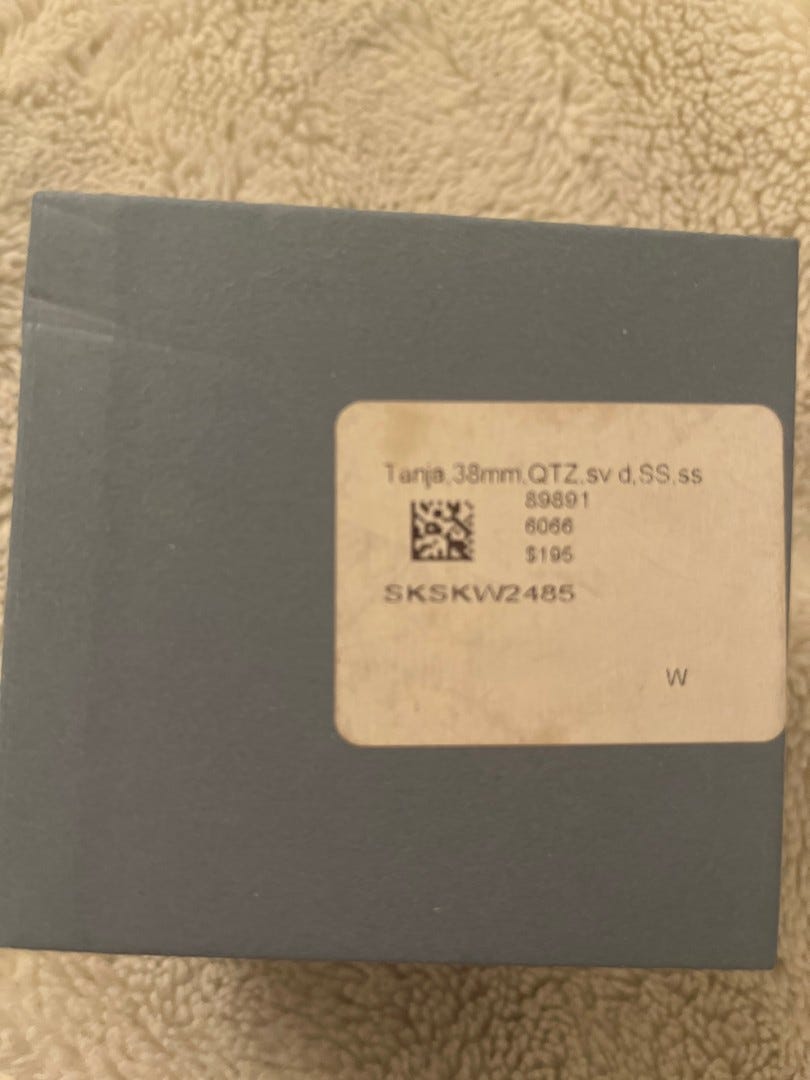 Tanja,38mm,QTZ,sv d,SS,ss
89891
6066
$195
SKSKW2485
W